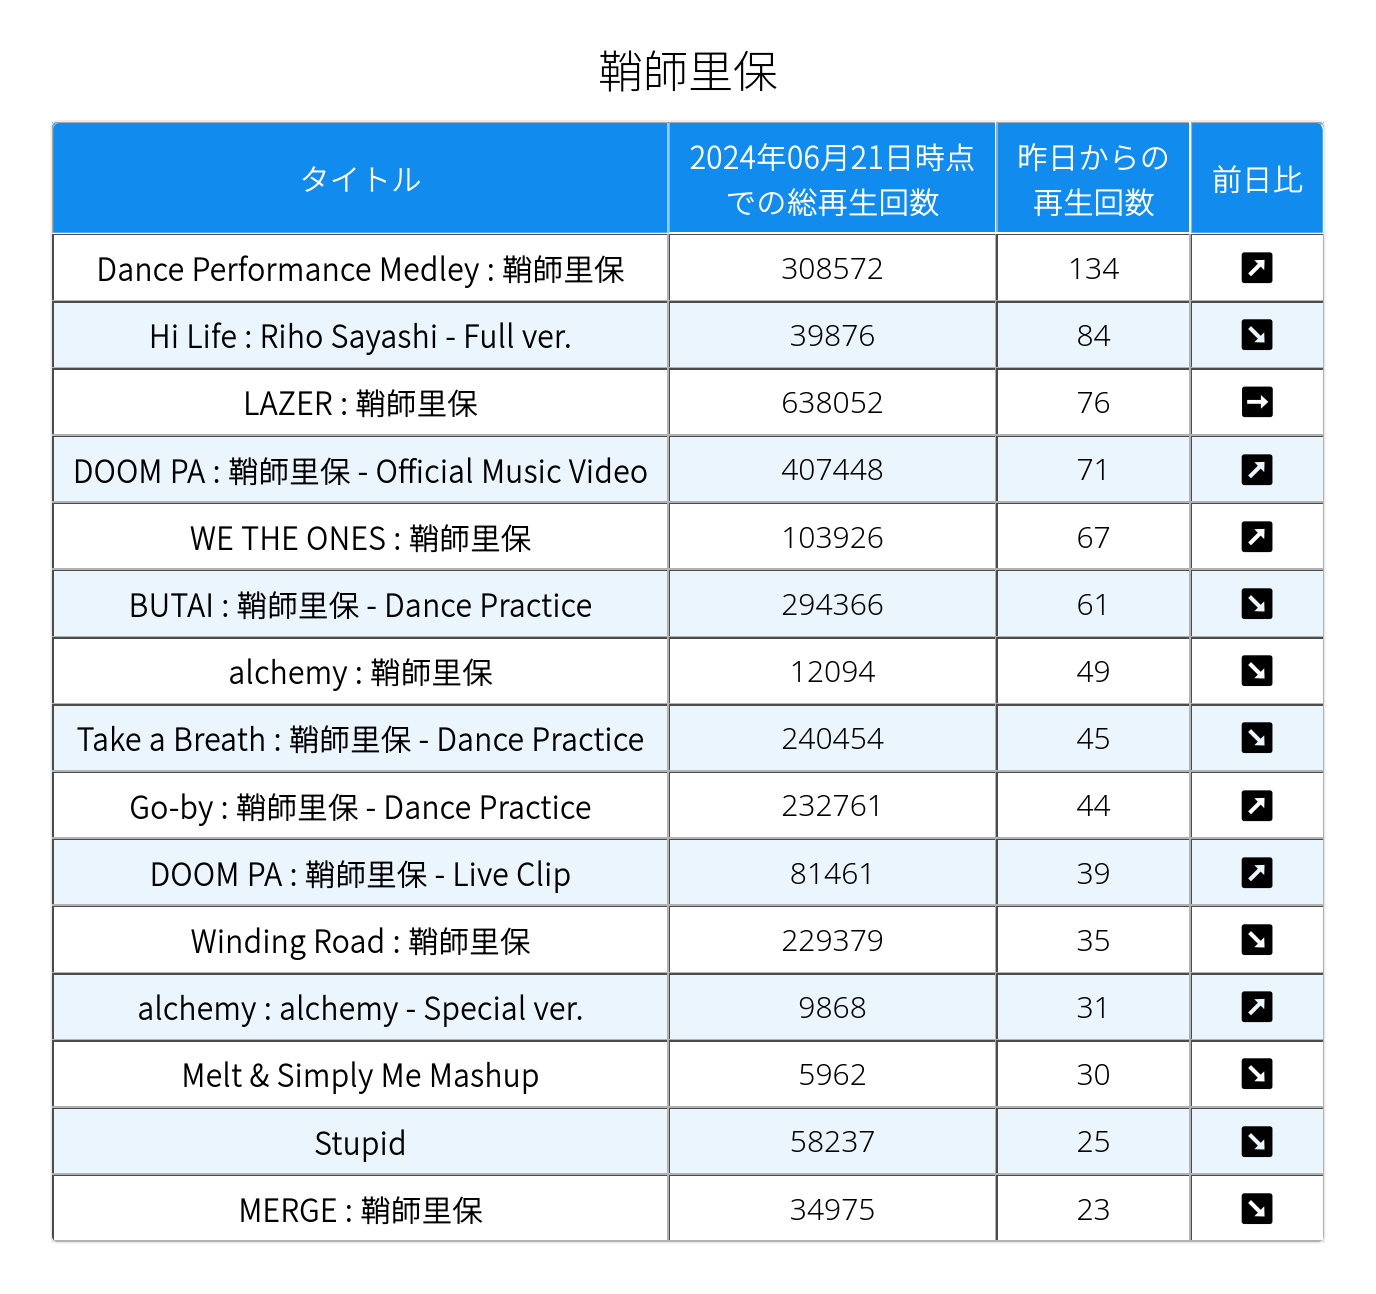 鞘師里保
タイトル 2024年06月21日時点での総再生回数 昨日からの再生回数 前日比
Dance Performance Medley : 鞘師里保 308572 134 ↗
Hi Life : Riho Sayashi - Full ver. 39876 84 ↘
LAZER : 鞘師里保 638052 76 →
DOOM PA : 鞘師里保 - Official Music Video 407448 71 ↗
WE THE ONES : 鞘師里保 103926 67 ↗
BUTAI : 鞘師里保 - Dance Practice 294366 61 ↘
alchemy : 鞘師里保 12094 49 ↘
Take a Breath : 鞘師里保 - Dance Practice 240454 45 ↘
Go-by : 鞘師里保 - Dance Practice 232761 44 ↗
DOOM PA : 鞘師里保 - Live Clip 81461 39 ↗
Winding Road : 鞘師里保 229379 35 ↘
alchemy : alchemy - Special ver. 9868 31 ↗
Melt & Simply Me Mashup 5962 30 ↘
Stupid 58237 25 ↘
MERGE : 鞘師里保 34975 23 ↘